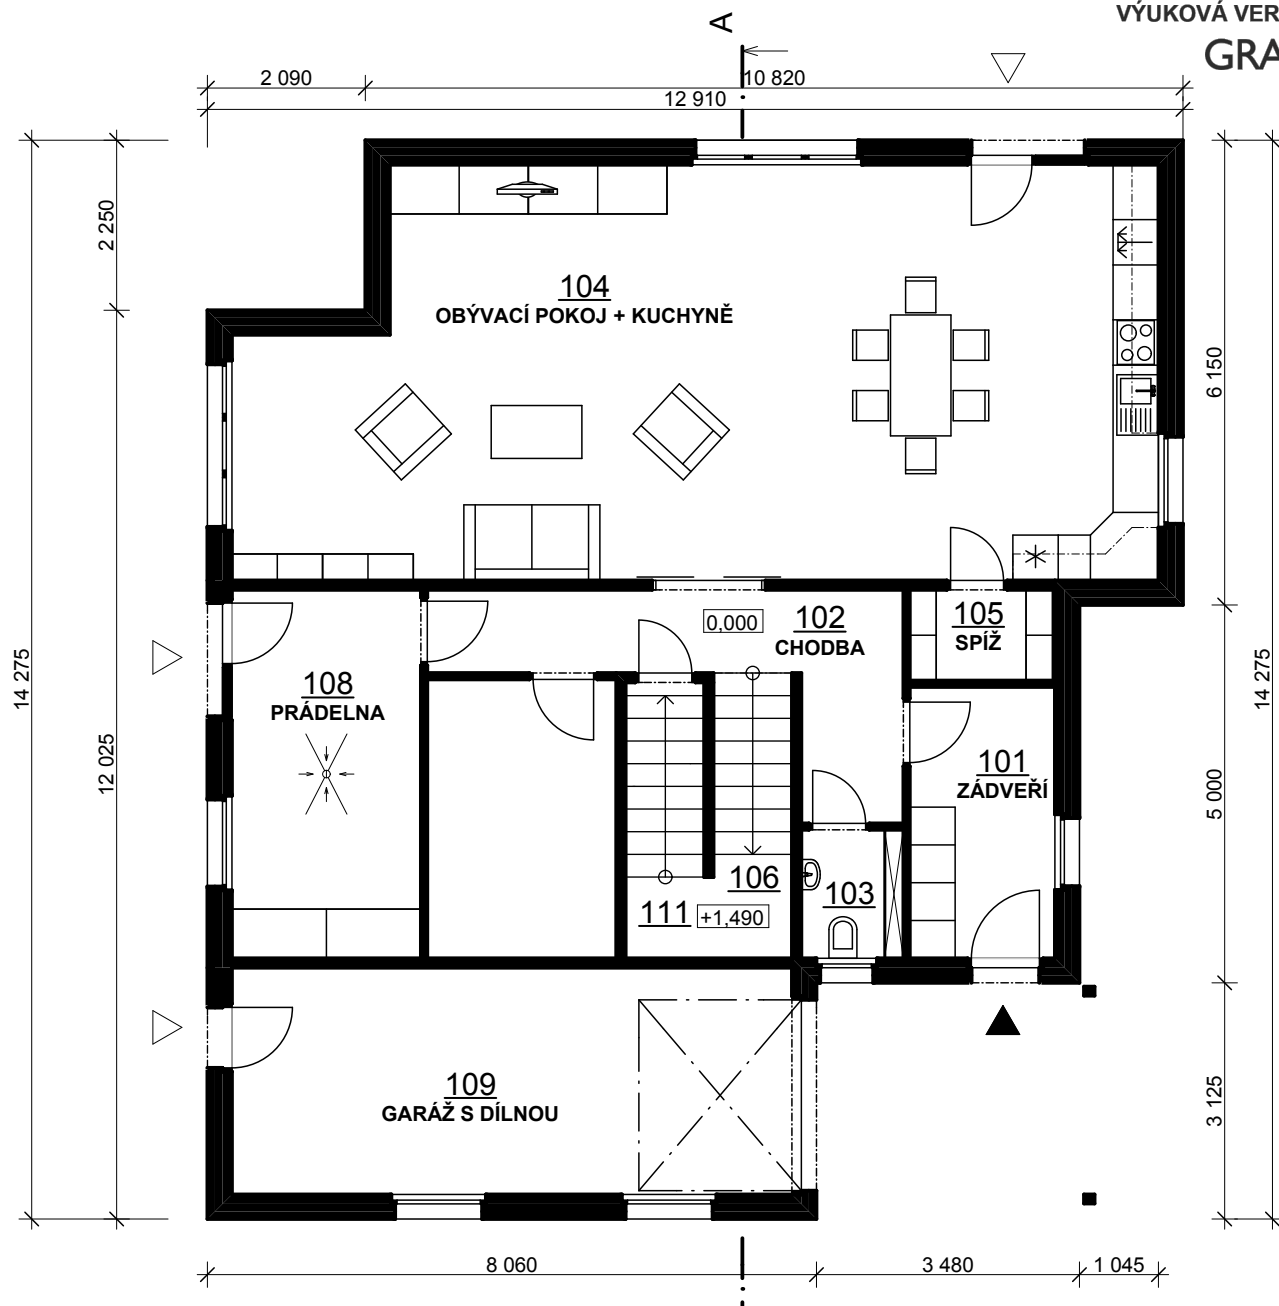 VÝUKOVÁ VER
GRA
A
2 090
10 820
12 910
2 250
14 275
12 025
6 150
14 275
5 000
3 125
104
OBÝVACÍ POKOJ + KUCHYNĚ
0,000
102
CHODBA
105
SPÍŽ
108
PRÁDELNA
101
ZÁDVEŘÍ
106
103
111
+1,490
109
GARÁŽ S DÍLNOU
8 060
3 480
1 045